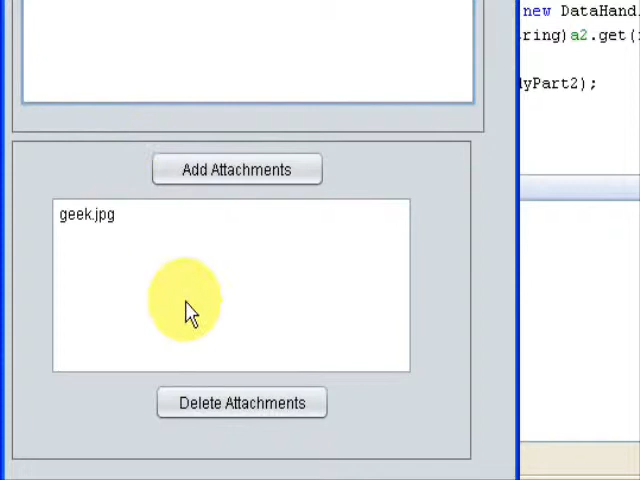 new DataHand
ring)a2.get(
yPart2);
Add Attachments
geek.jpg
Delete Attachments